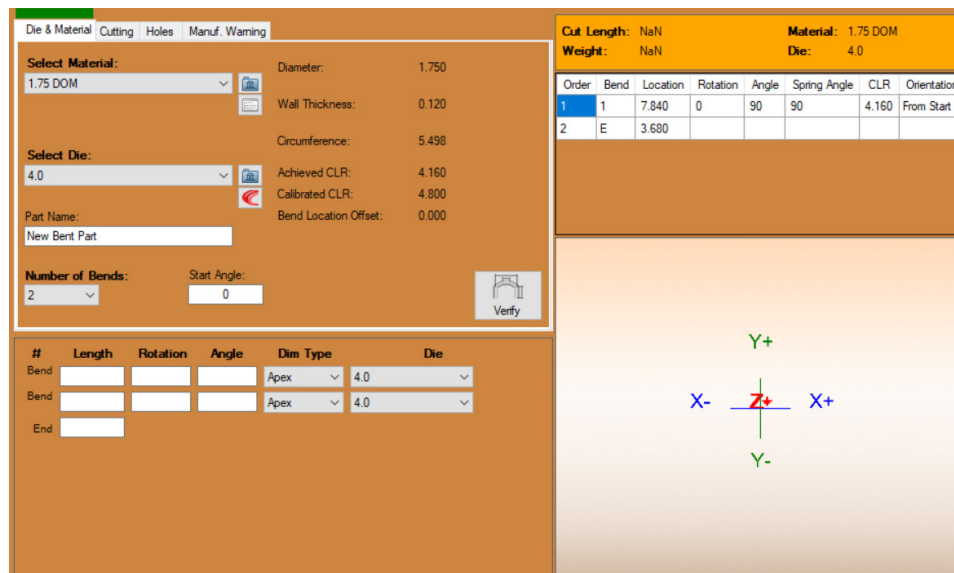 Die & Material Cutting Holes Manuf. Warning
Select Material:
1.75 DOM
Diameter: 1.750
Wall Thickness: 0.120
Circumference: 5.498
Select Die:
4.0
Achieved CLR: 4.160
Calibrated CLR: 4.800
Part Name:
Bend Location Offset: 0.000
New Bent Part
Number of Bends: Start Angle:
2 0
Verify
# Length Rotation Angle Dim Type Die
Bend Apex 4.0
Bend Apex 4.0
End
Cut Length: NaN Material: 1.75 DOM
Weight: NaN Die: 4.0
Order Bend Location Rotation Angle Spring Angle CLR Orientation
1 1 7.840 0 90 90 4.160 From Start
2 E 3.680
Y+
X- Z+ X+
Y-